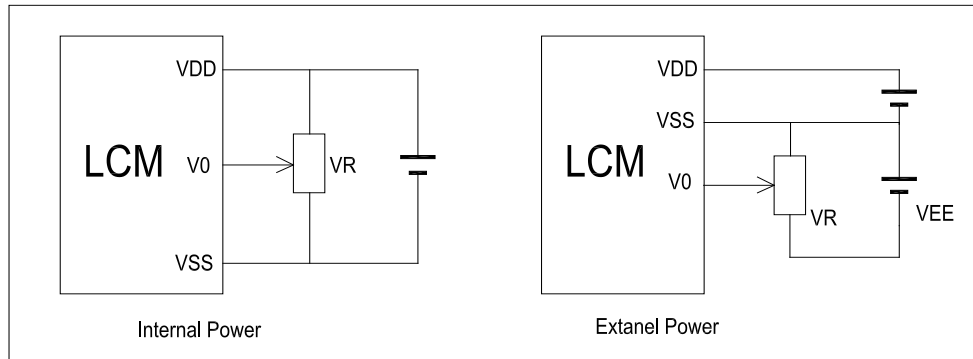 VDD
LCM
V0
VR
VSS
Internal Power
VDD
VSS
LCM
V0
VR
VEE
Extanel Power